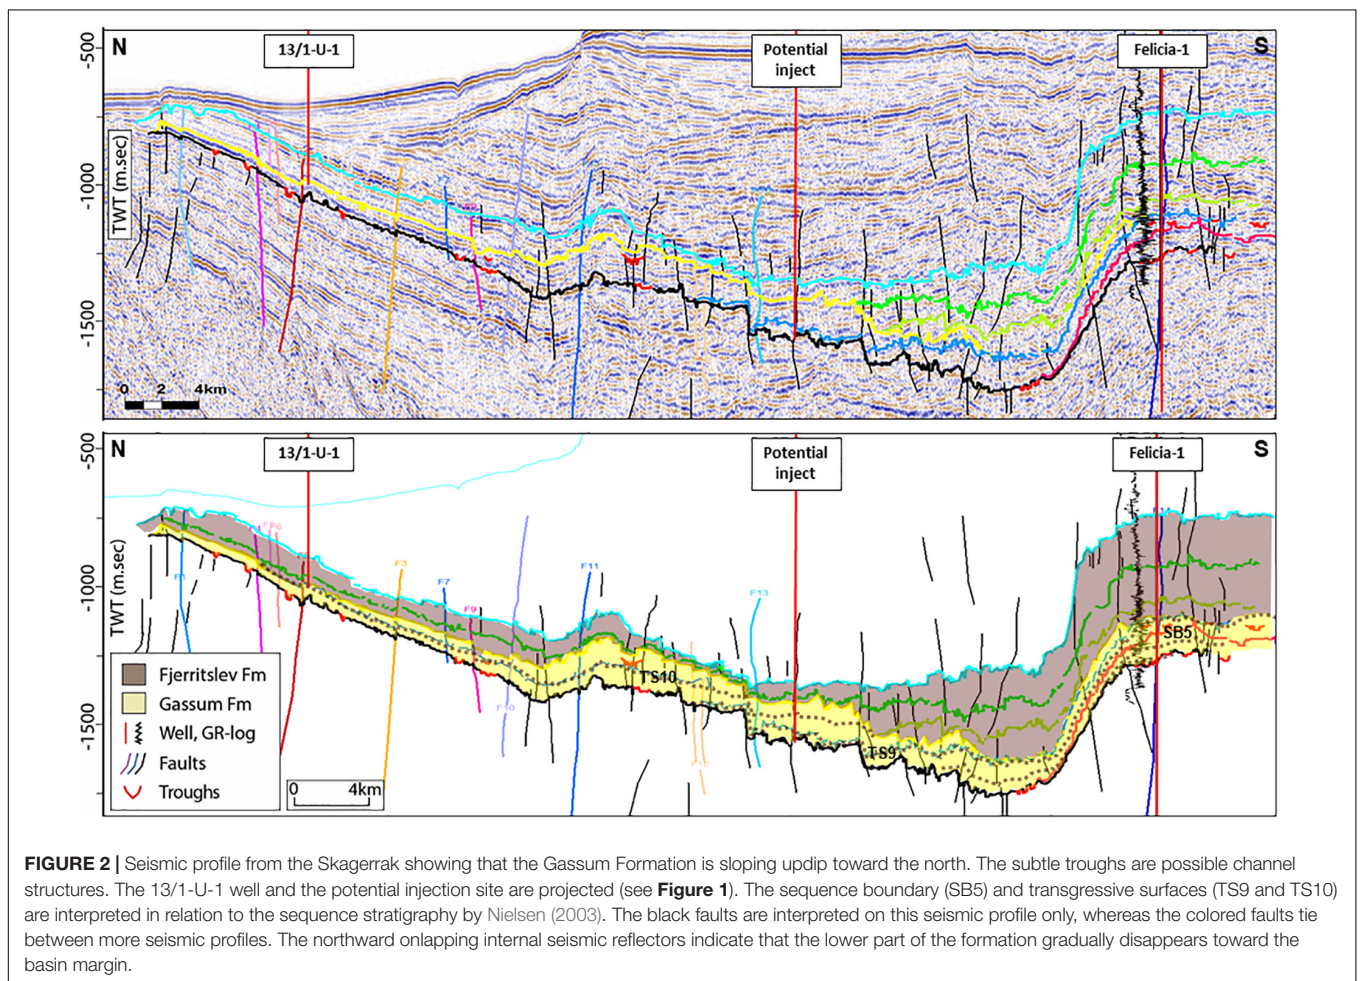 N
13/1-U-1
Potential
inject
Felicia-1
S
-500
-1000
-1500
TWT (m.sec)
0 2 4km
N
13/1-U-1
Potential
inject
Felicia-1
S
-500
-1000
-1500
TWT (m.sec)
F3
F7
F9
F10
F11
F13
TS10
TS9
SB5
Fjerritslev Fm
Gassum Fm
Well, GR-log
Faults
Troughs
0 4km
FIGURE 2 | Seismic profile from the Skagerrak showing that the Gassum Formation is sloping updip toward the north. The subtle troughs are possible channel
structures. The 13/1-U-1 well and the potential injection site are projected (see Figure 1). The sequence boundary (SB5) and transgressive surfaces (TS9 and TS10)
are interpreted in relation to the sequence stratigraphy by Nielsen (2003). The black faults are interpreted on this seismic profile only, whereas the colored faults tie
between more seismic profiles. The northward onlapping internal seismic reflectors indicate that the lower part of the formation gradually disappears toward the
basin margin.